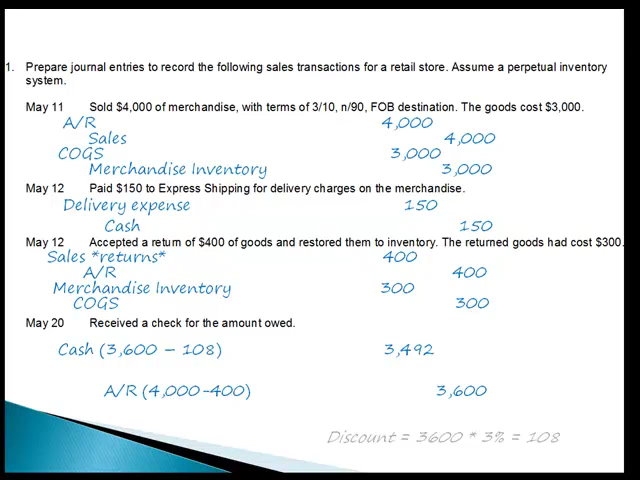 1. Prepare journal entries to record the following sales transactions for a retail store. Assume a perpetual inventory
system.
May 11 Sold $4,000 of merchandise, with terms of 3/10, n/90, FOB destination. The goods cost $3,000.
A/R 4,000
Sales 4,000
COGS 3,000
Merchandise Inventory 3,000
May 12 Paid $150 to Express Shipping for delivery charges on the merchandise.
Delivery expense 150
Cash 150
May 12 Accepted a return of $400 of goods and restored them to inventory. The returned goods had cost $300.
Sales *returns* 400
A/R 400
Merchandise Inventory 300
COGS 300
May 20 Received a check for the amount owed.
Cash (3,600 – 108) 3,492
A/R (4,000-400) 3,600
Discount = 3600 * 3% = 108